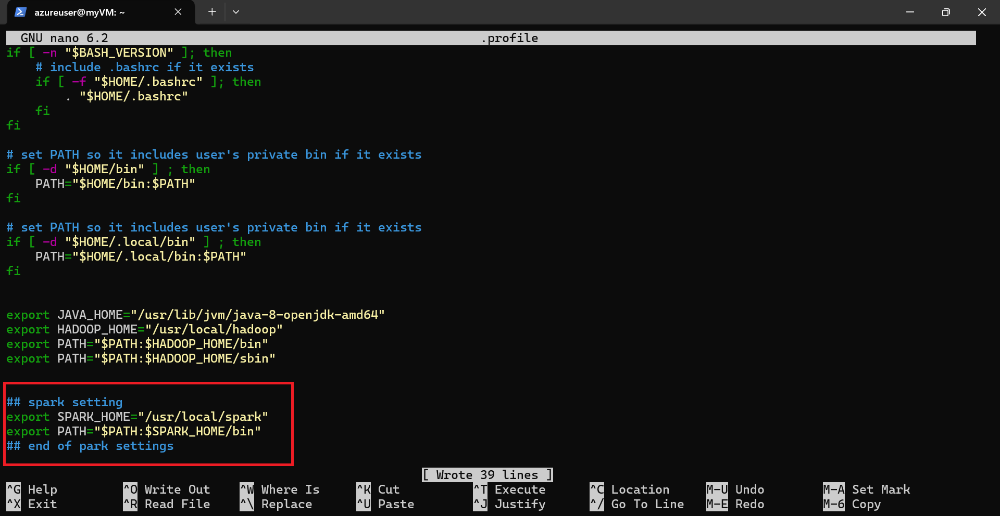 azureuser@myVM: ~
GNU nano 6.2 .profile
if [ -n "$BASH_VERSION" ]; then
    # include .bashrc if it exists
    if [ -f "$HOME/.bashrc" ]; then
        . "$HOME/.bashrc"
    fi
fi

# set PATH so it includes user's private bin if it exists
if [ -d "$HOME/bin" ] ; then
    PATH="$HOME/bin:$PATH"
fi

# set PATH so it includes user's private bin if it exists
if [ -d "$HOME/.local/bin" ] ; then
    PATH="$HOME/.local/bin:$PATH"
fi

export JAVA_HOME="/usr/lib/jvm/java-8-openjdk-amd64"
export HADOOP_HOME="/usr/local/hadoop"
export PATH="$PATH:$HADOOP_HOME/bin"
export PATH="$PATH:$HADOOP_HOME/sbin"

## spark setting
export SPARK_HOME="/usr/local/spark"
export PATH="$PATH:$SPARK_HOME/bin"
## end of park settings

[ Wrote 39 lines ]
^G Help ^O Write Out ^W Where Is ^K Cut ^T Execute ^C Location M-U Undo M-A Set Mark
^X Exit ^R Read File ^\ Replace ^U Paste ^J Justify ^/ Go To Line M-E Redo M-6 Copy